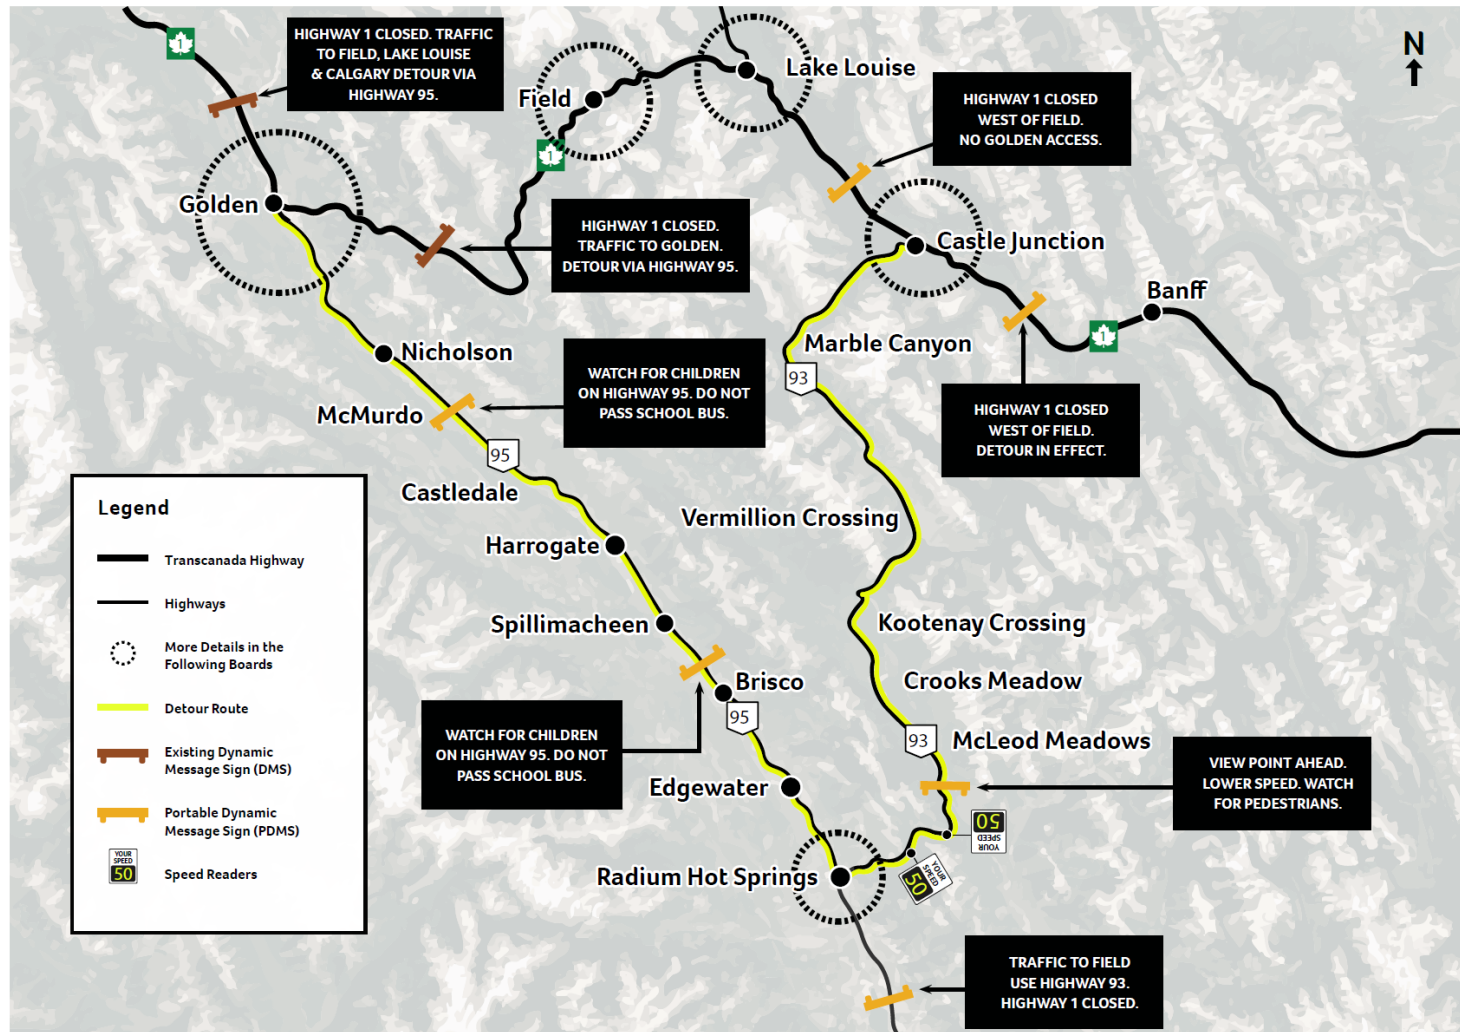 HIGHWAY 1 CLOSED. TRAFFIC
TO FIELD, LAKE LOUISE
& CALGARY DETOUR VIA
HIGHWAY 95.
1
N
Lake Louise
Field
HIGHWAY 1 CLOSED
WEST OF FIELD.
NO GOLDEN ACCESS.
1
Golden
HIGHWAY 1 CLOSED.
TRAFFIC TO GOLDEN.
DETOUR VIA HIGHWAY 95.
Castle Junction
Banff
1
Marble Canyon
93
Nicholson
WATCH FOR CHILDREN
ON HIGHWAY 95. DO NOT
PASS SCHOOL BUS.
McMurdo
HIGHWAY 1 CLOSED
WEST OF FIELD.
DETOUR IN EFFECT.
95
Castledale
Vermillion Crossing
Harrogate
Spillimacheen
Kootenay Crossing
Crooks Meadow
Brisco
95
93
McLeod Meadows
WATCH FOR CHILDREN
ON HIGHWAY 95. DO NOT
PASS SCHOOL BUS.
VIEW POINT AHEAD.
LOWER SPEED. WATCH
FOR PEDESTRIANS.
Edgewater
YOUR
SPEED
50
YOUR
SPEED
50
Radium Hot Springs
TRAFFIC TO FIELD
USE HIGHWAY 93.
HIGHWAY 1 CLOSED.
Legend
Transcanada Highway
Highways
More Details in the
Following Boards
Detour Route
Existing Dynamic
Message Sign (DMS)
Portable Dynamic
Message Sign (PDMS)
YOUR
SPEED
50
Speed Readers